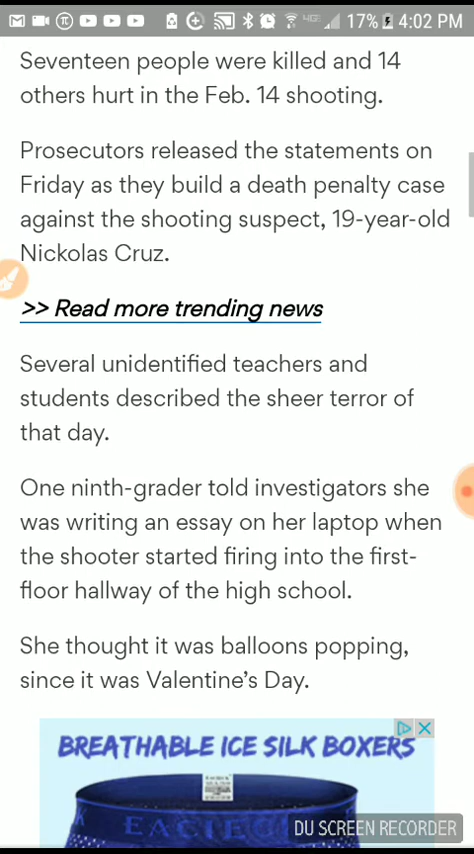 17% 4:02 PM
Seventeen people were killed and 14
others hurt in the Feb. 14 shooting.
Prosecutors released the statements on
Friday as they build a death penalty case
against the shooting suspect, 19-year-old
Nickolas Cruz.
>> Read more trending news
Several unidentified teachers and
students described the sheer terror of
that day.
One ninth-grader told investigators she
was writing an essay on her laptop when
the shooter started firing into the first-
floor hallway of the high school.
She thought it was balloons popping,
since it was Valentine’s Day.
BREATHABLE ICE SILK BOXERS
DU SCREEN RECORDER